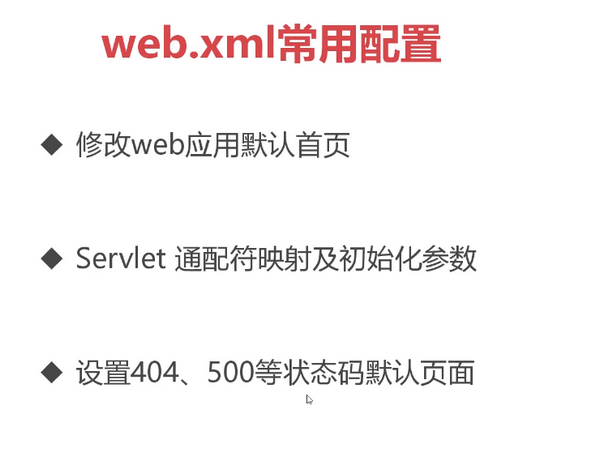 web.xml常用配置
修改web应用默认首页
Servlet 通配符映射及初始化参数
设置404、500等状态码默认页面